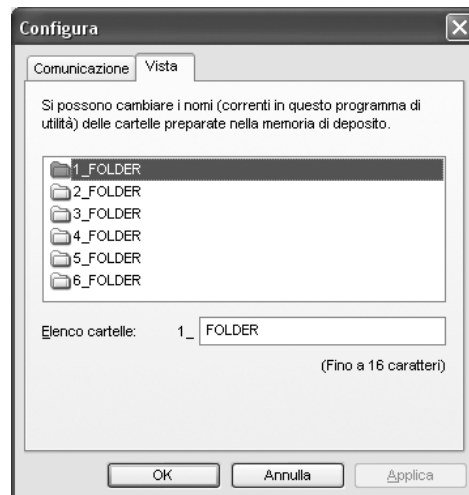 Configura
Comunicazione Vista
Si possono cambiare i nomi (correnti in questo programma di
utilità) delle cartelle preparate nella memoria di deposito.
1_FOLDER
2_FOLDER
3_FOLDER
4_FOLDER
5_FOLDER
6_FOLDER
Elenco cartelle: 1_ FOLDER
(Fino a 16 caratteri)
OK Annulla Applica